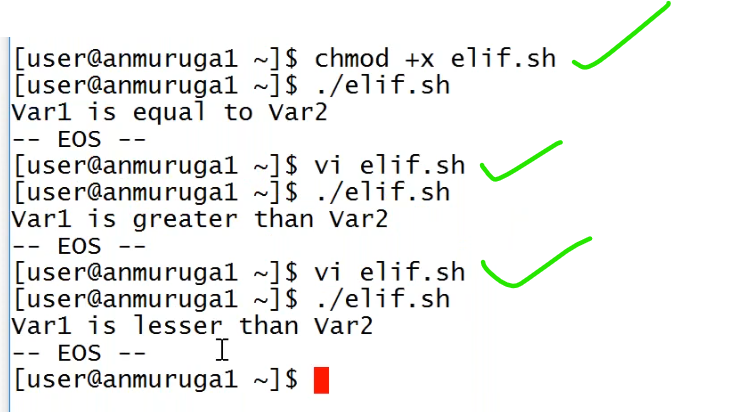 [user@anmuruga1 ~]$ chmod +x elif.sh
[user@anmuruga1 ~]$ ./elif.sh
Var1 is equal to Var2
-- EOS --
[user@anmuruga1 ~]$ vi elif.sh
[user@anmuruga1 ~]$ ./elif.sh
Var1 is greater than Var2
-- EOS --
[user@anmuruga1 ~]$ vi elif.sh
[user@anmuruga1 ~]$ ./elif.sh
Var1 is lesser than Var2
-- EOS --
[user@anmuruga1 ~]$